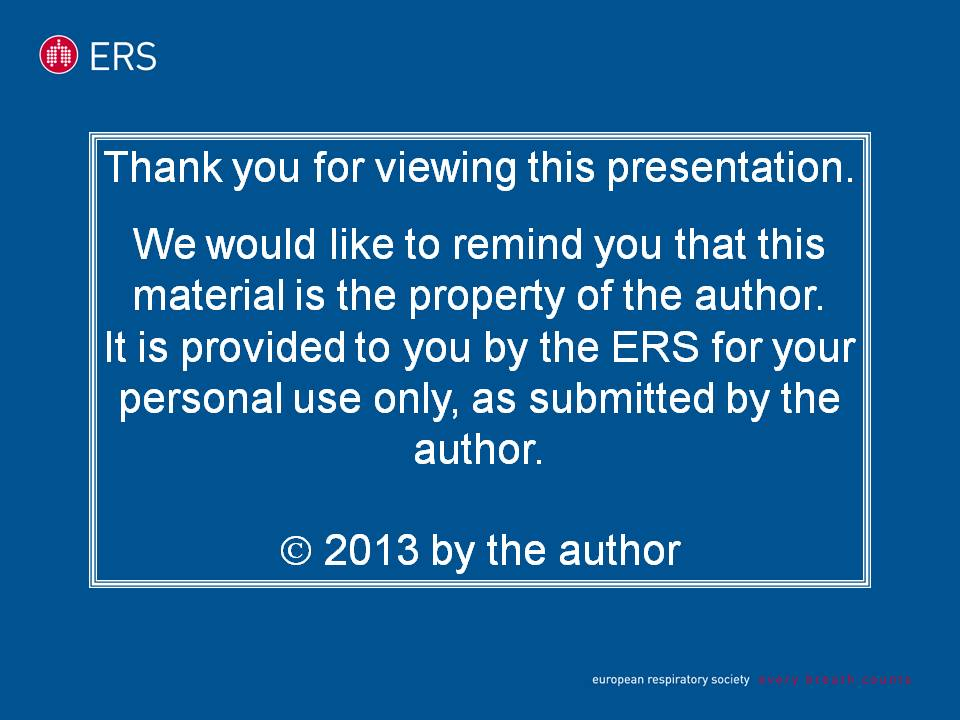 ERS
Thank you for viewing this presentation.
We would like to remind you that this
material is the property of the author.
It is provided to you by the ERS for your
personal use only, as submitted by the
author.
© 2013 by the author
european respiratory society every breath counts